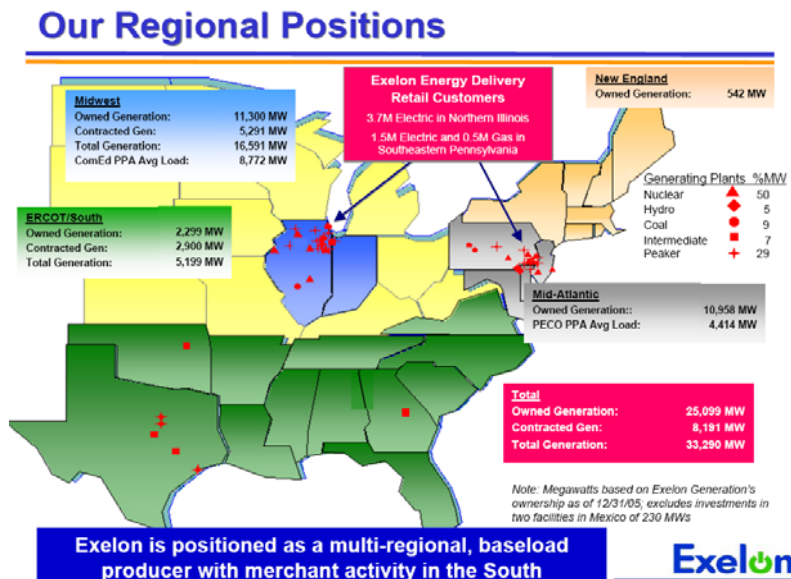 Our Regional Positions
Midwest
Owned Generation: 11,300 MW
Contracted Gen: 5,291 MW
Total Generation: 16,591 MW
ComEd PPA Avg Load: 8,772 MW
Exelon Energy Delivery
Retail Customers
3.7M Electric in Northern Illinois
1.5M Electric and 0.5M Gas in
Southeastern Pennsylvania
New England
Owned Generation: 542 MW
Generating Plants %MW
Nuclear 50
Hydro 5
Coal 9
Intermediate 7
Peaker 29
ERCOT/South
Owned Generation: 2,299 MW
Contracted Gen: 2,900 MW
Total Generation: 5,199 MW
Mid-Atlantic
Owned Generation:: 10,958 MW
PECO PPA Avg Load: 4,414 MW
Total
Owned Generation: 25,099 MW
Contracted Gen: 8,191 MW
Total Generation: 33,290 MW
Note: Megawatts based on Exelon Generation's
ownership as of 12/31/05; excludes investments in
two facilities in Mexico of 230 MWs
Exelon is positioned as a multi-regional, baseload
producer with merchant activity in the South
Exelon